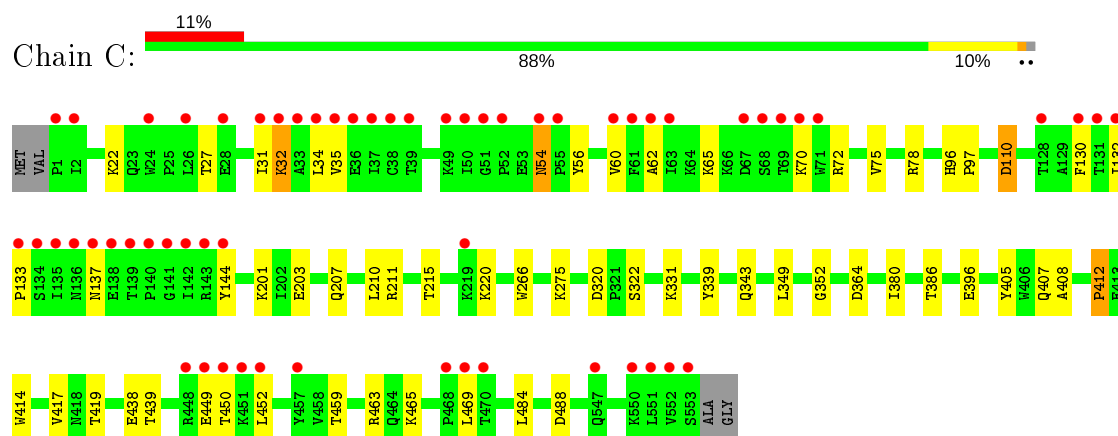 11%
Chain C:
88% 10% ••
MET VAL P1 I2 K22 Q23 W24 P25 L26 T27 E28 I31 K32 A33 L34 V35 E36 I37 C38 T39 K49 I50 G51 P52 E53 N54 P55 Y56 V60 F61 A62 I63 K64 K65 K66 D67 S68 T69 K70 W71 R72 V75 R78 H96 P97 D110 T128 A129 F130 T131 I132
P133 S134 I135 N136 N137 E138 T139 P140 G141 I142 R143 Y144 K201 I202 E203 Q207 L210 R211 T215 K219 K220 W266 K275 D320 P321 S322 K331 Y339 Q343 L349 G352 D364 I380 T386 E396 Y405 W406 Q407 A408 P412 E413
W414 V417 N418 T419 E438 T439 R448 E449 T450 K451 L452 Y457 V458 T459 R463 Q464 K465 P468 L469 T470 L484 D488 Q547 K550 L551 V552 S553 ALA GLY